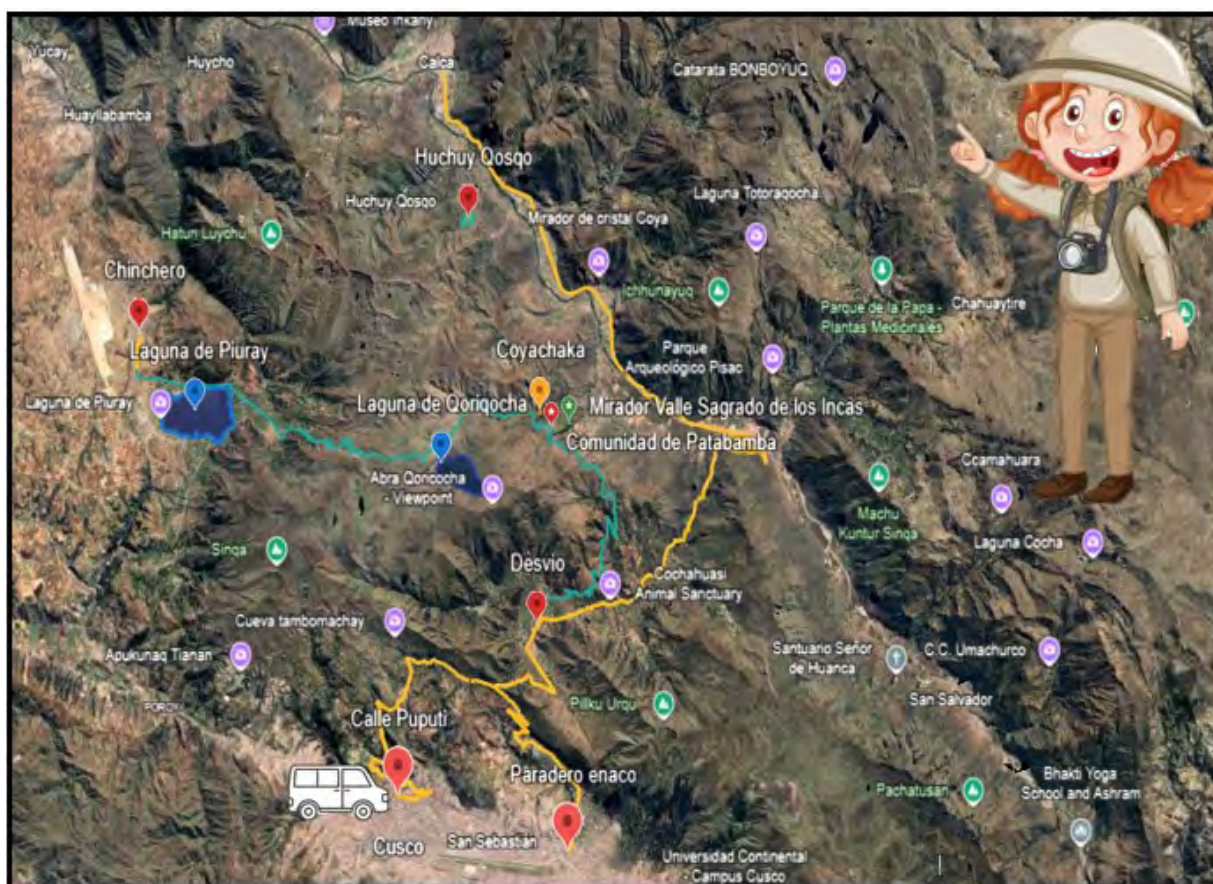 Museo Inkariy
Yucay
Huycho
Calca
Catarata BONBOYUQ
Huayllabamba
Huchuy Qosqo
Huchuy Qosqo
Laguna Totoraqocha
Mirador de cristal Coya
Hatun Luychu
Chinchero
Ichhunayuq
Parque de la Papa -
Plantas Medicinales
Chahuaytire
Laguna de Piuray
Coyachaka
Parque
Arqueológico Pisac
Laguna de Piuray
Laguna de Qoriqocha
Mirador Valle Sagrado de los Incas
Comunidad de Patabamba
Ccamahuara
Abra Qoricocha
- Viewpoint
Machu
Kuntur Sinqa
Sinqa
Laguna Cocha
Desvio
Cochahuasi
Animal Sanctuary
Cueva tambomachay
Apukunaq Tianan
Santuario Señor
de Huanca
C.C. Umachurco
San Salvador
POROY
Pillku Urqu
Calle Puputi
Paradero enaco
Pachatusan
Bhakti Yoga
School and Ashram
Cusco
San Sebastián
Universidad Continental
- Campus Cusco